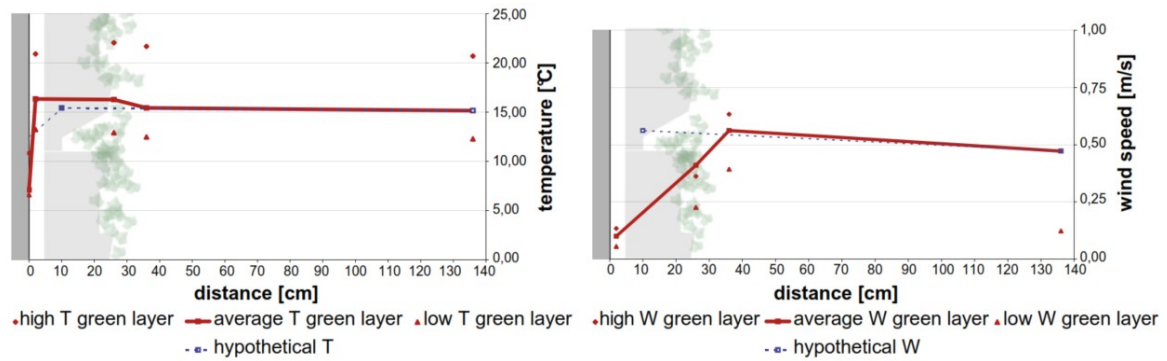 25,00
20,00
15,00
10,00
5,00
0,00
temperature [℃]
0 10 20 30 40 50 60 70 80 90 100 110 120 130 140
distance [cm]
high T green layer average T green layer low T green layer
hypothetical T
1,00
0,75
0,50
0,25
0,00
wind speed [m/s]
0 10 20 30 40 50 60 70 80 90 100 110 120 130 140
distance [cm]
high W green layer average W green layer low W green layer
hypothetical W